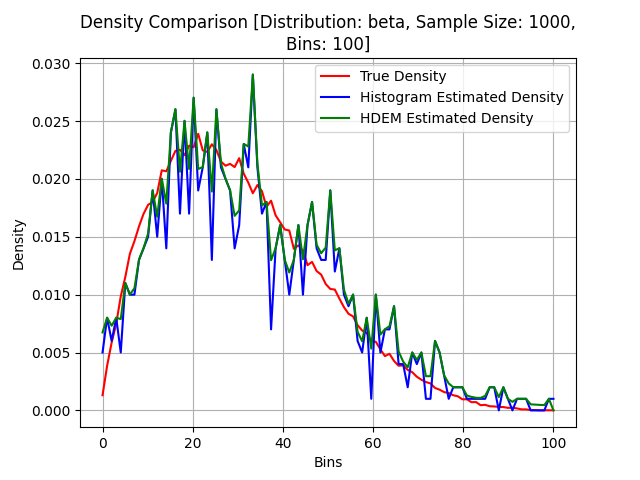 Density Comparison [Distribution: beta, Sample Size: 1000,
Bins: 100]
True Density
Histogram Estimated Density
HDEM Estimated Density
Density
0.030
0.025
0.020
0.015
0.010
0.005
0.000
0 20 40 60 80 100
Bins